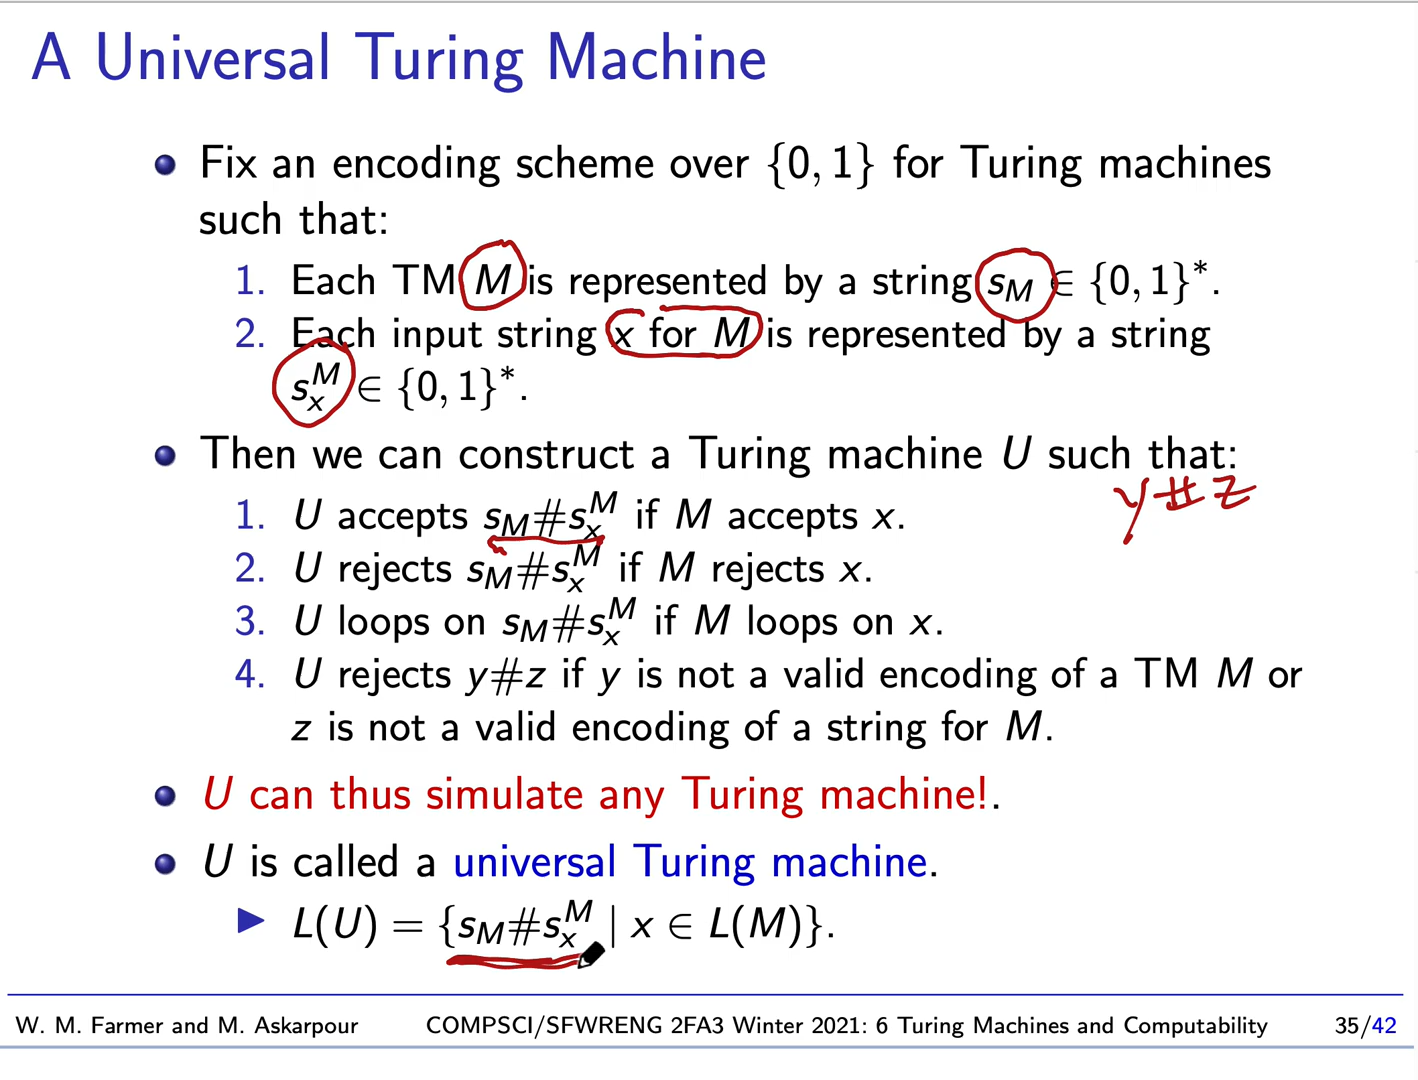 A Universal Turing Machine
Fix an encoding scheme over {0, 1} for Turing machines
such that:
1. Each TM M is represented by a string s_M ∈ {0, 1}*.
2. Each input string x for M is represented by a string
s_x^M ∈ {0, 1}*.
Then we can construct a Turing machine U such that:
y#z
1. U accepts s_M#s_x^M if M accepts x.
2. U rejects s_M#s_x^M if M rejects x.
3. U loops on s_M#s_x^M if M loops on x.
4. U rejects y#z if y is not a valid encoding of a TM M or
z is not a valid encoding of a string for M.
U can thus simulate any Turing machine!.
U is called a universal Turing machine.
L(U) = {s_M#s_x^M | x ∈ L(M)}.
W. M. Farmer and M. Askarpour COMPSCI/SFWRENG 2FA3 Winter 2021: 6 Turing Machines and Computability 35/42